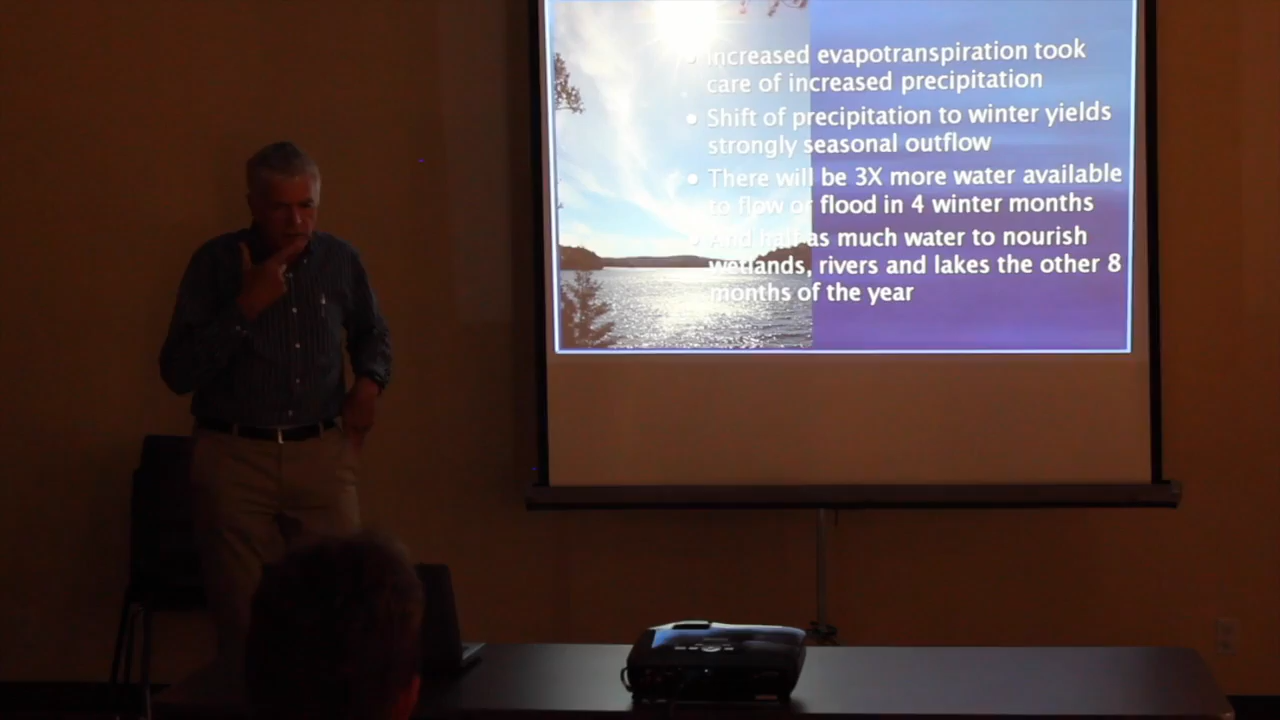 • Increased evapotranspiration took
care of increased precipitation
• Shift of precipitation to winter yields
strongly seasonal outflow
• There will be 3X more water available
to flow or flood in 4 winter months
• And half as much water to nourish
wetlands, rivers and lakes the other 8
months of the year